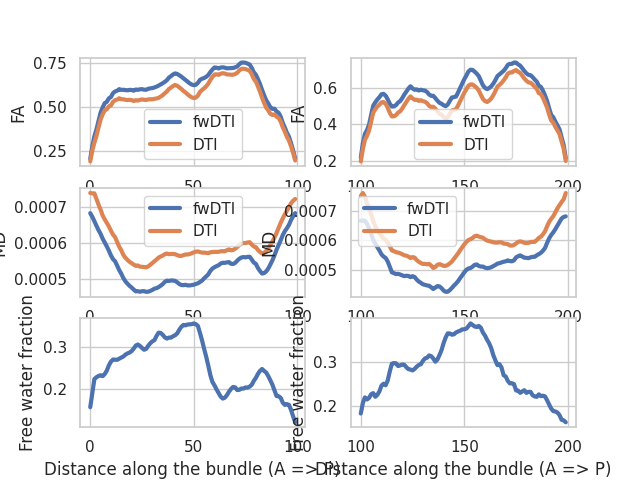 0.75
0.50
0.25
FA
fwDTI
DTI
0.6
0.4
0.2
FA
fwDTI
DTI
0
50
100
100
150
200
0.0007
0.0006
0.0005
MD
fwDTI
DTI
0.0007
0.0006
0.0005
MD
fwDTI
DTI
0
50
100
100
150
200
0.3
0.2
Free water fraction
0.3
0.2
Free water fraction
0
50
100
100
150
200
Distance along the bundle (A => P)
Distance along the bundle (A => P)